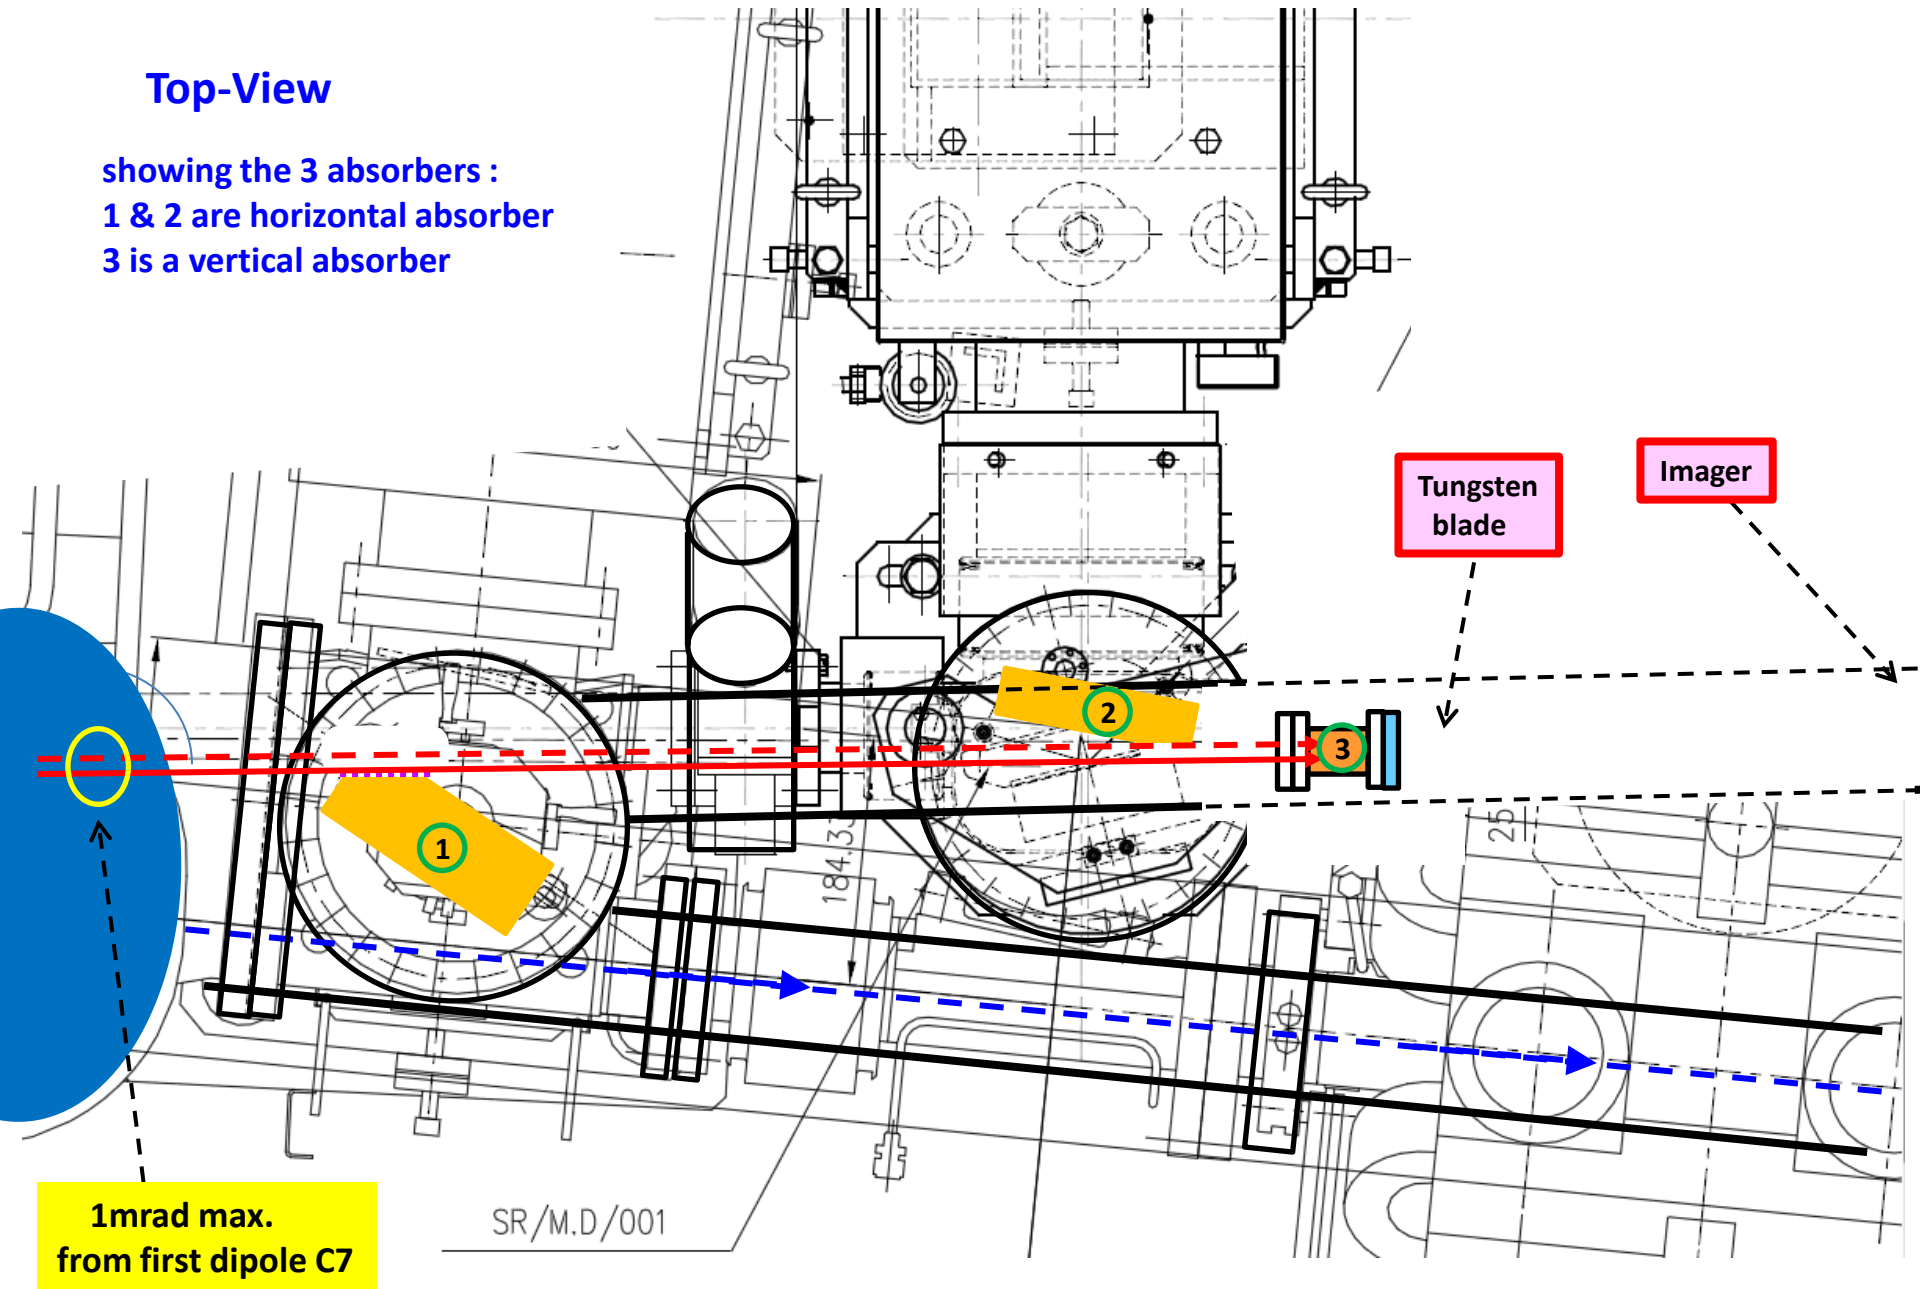 Top-View
showing the 3 absorbers :
1 & 2 are horizontal absorber
3 is a vertical absorber
Tungsten
blade
Imager
2
3
1
184.33
25
1mrad max.
from first dipole C7
SR/M.D/001